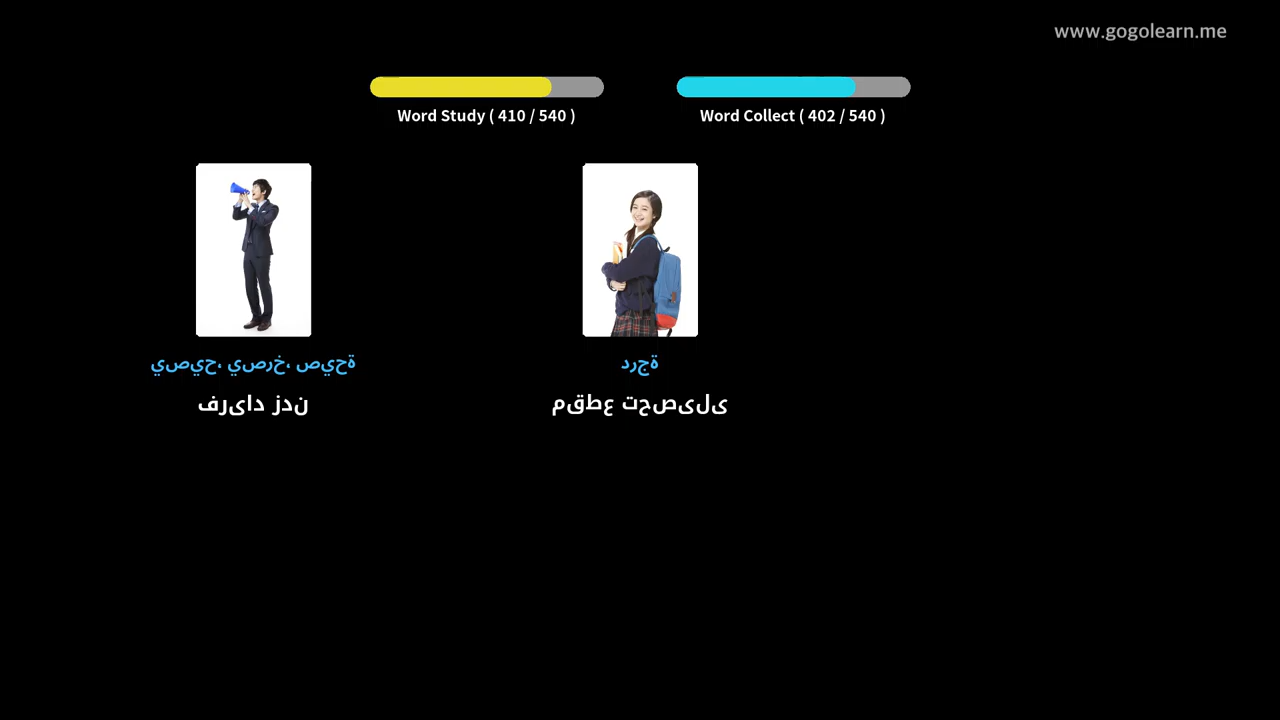 www.gogolearn.me
Word Study ( 410 / 540 )
Word Collect ( 402 / 540 )
يصيح، يصرخ، صيحة
فریاد زدن
درجة
مقطع تحصیلی